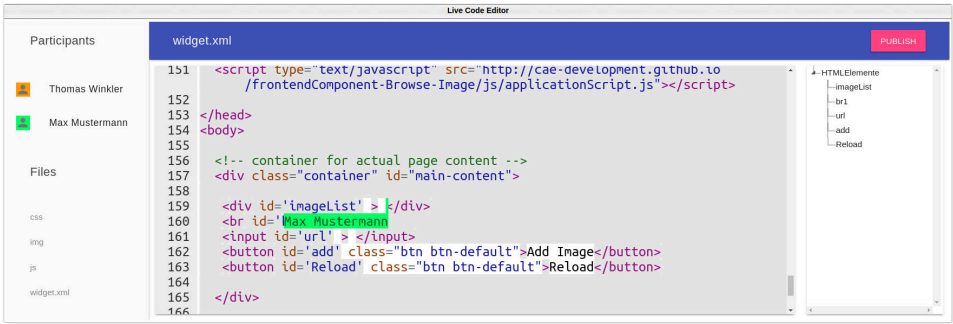 Live Code Editor
Participants
Thomas Winkler
Max Mustermann
Files
css
img
js
widget.xml
widget.xml
PUBLISH
151 <script type="text/javascript" src="http://cae-development.github.io
/frontendComponent-Browse-Image/js/applicationScript.js"></script>
152
153 </head>
154 <body>
155
156 <!-- container for actual page content -->
157 <div class="container" id="main-content">
158
159 <div id='imageList' > </div>
160 <br id='Max Mustermann
161 <input id='url' > </input>
162 <button id='add' class="btn btn-default">Add Image</button>
163 <button id='Reload' class="btn btn-default">Reload</button>
164
165 </div>
166
HTMLElemente
imageList
br1
url
add
Reload